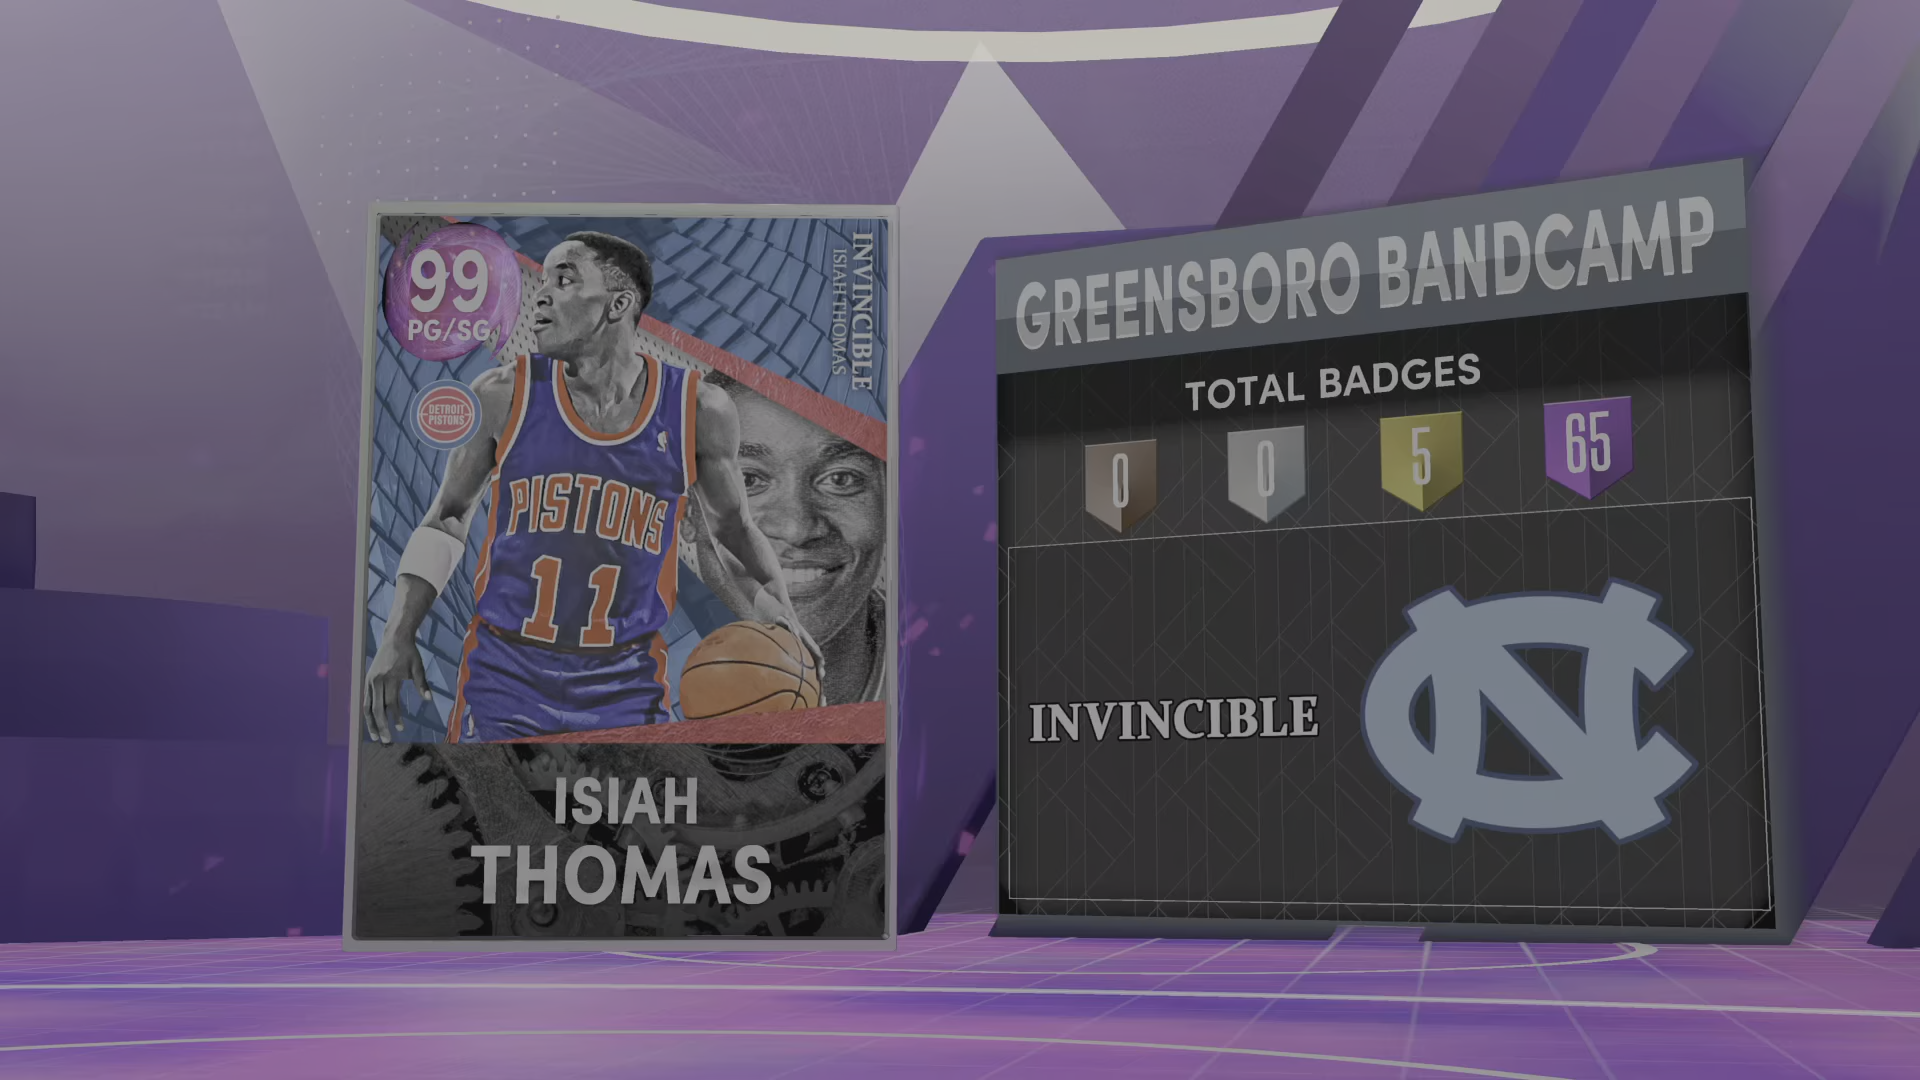 99
PG/SG
INVINCIBLE
ISIAH THOMAS
DETROIT
PISTONS
PISTONS
11
ISIAH
THOMAS
GREENSBORO BANDCAMP
TOTAL BADGES
0 0 5 65
INVINCIBLE
NC